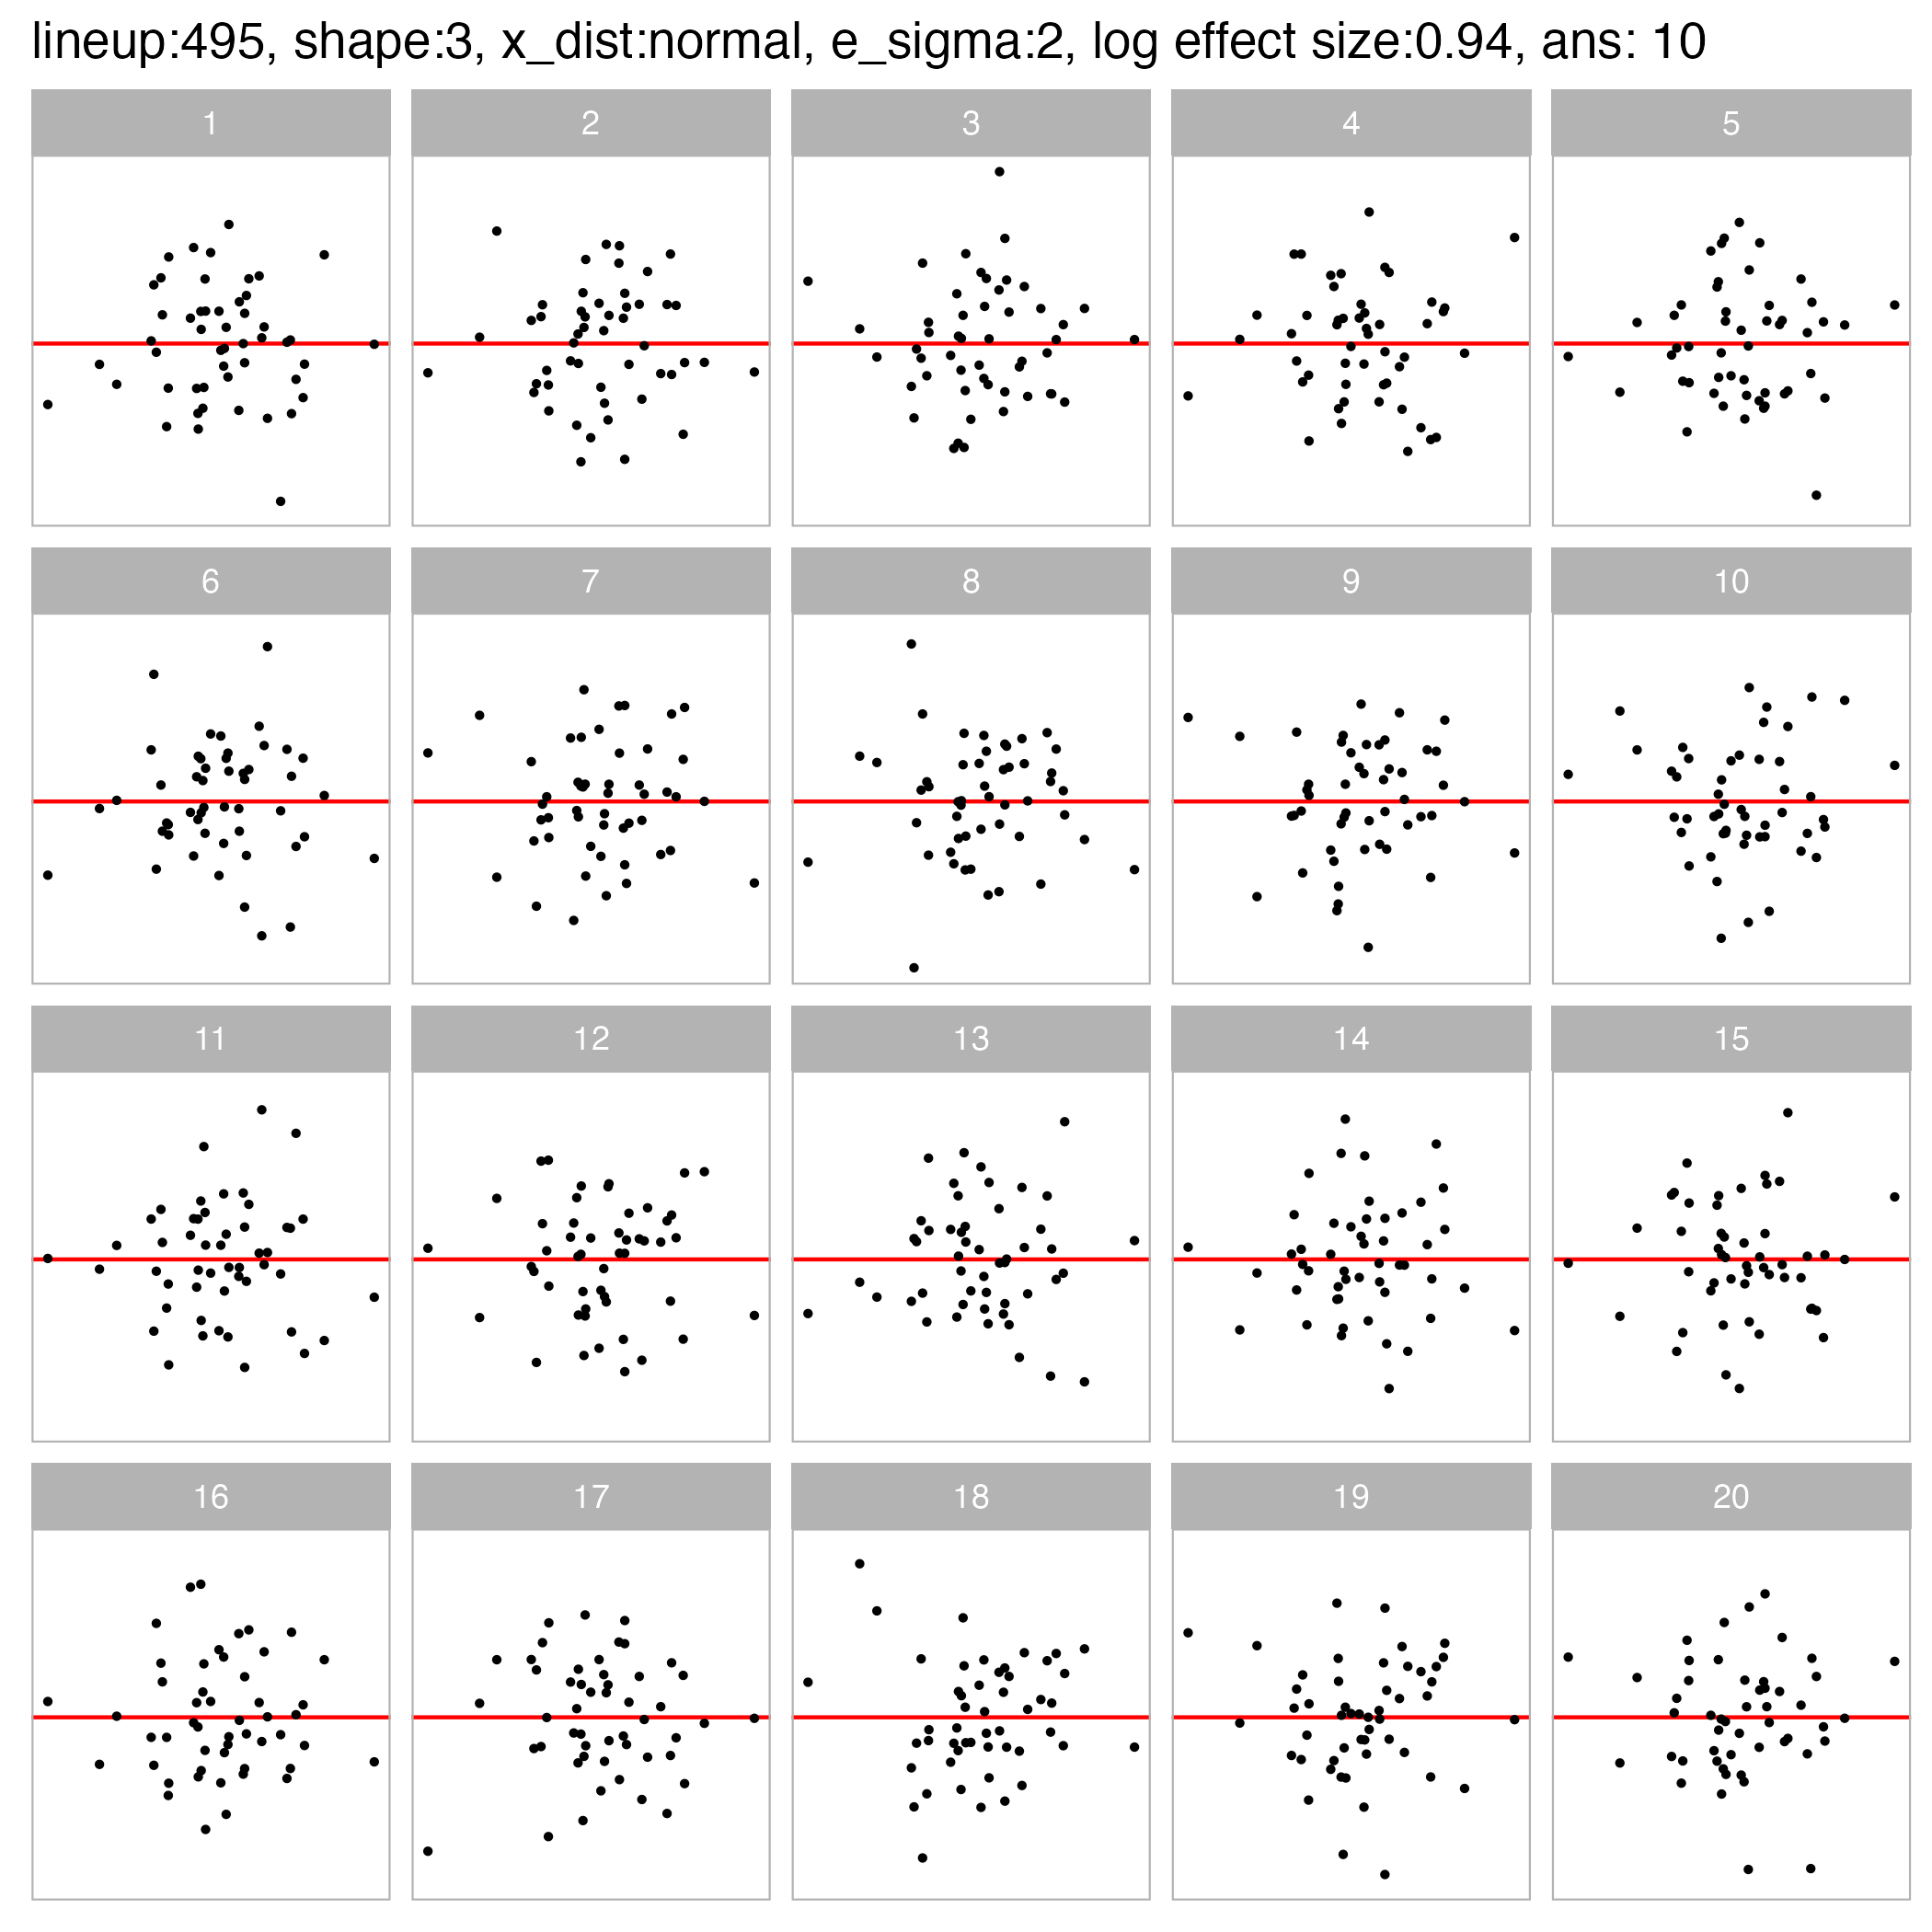 lineup:495, shape:3, x_dist:normal, e_sigma:2, log effect size:0.94, ans: 10
1 2 3 4 5
6 7 8 9 10
11 12 13 14 15
16 17 18 19 20